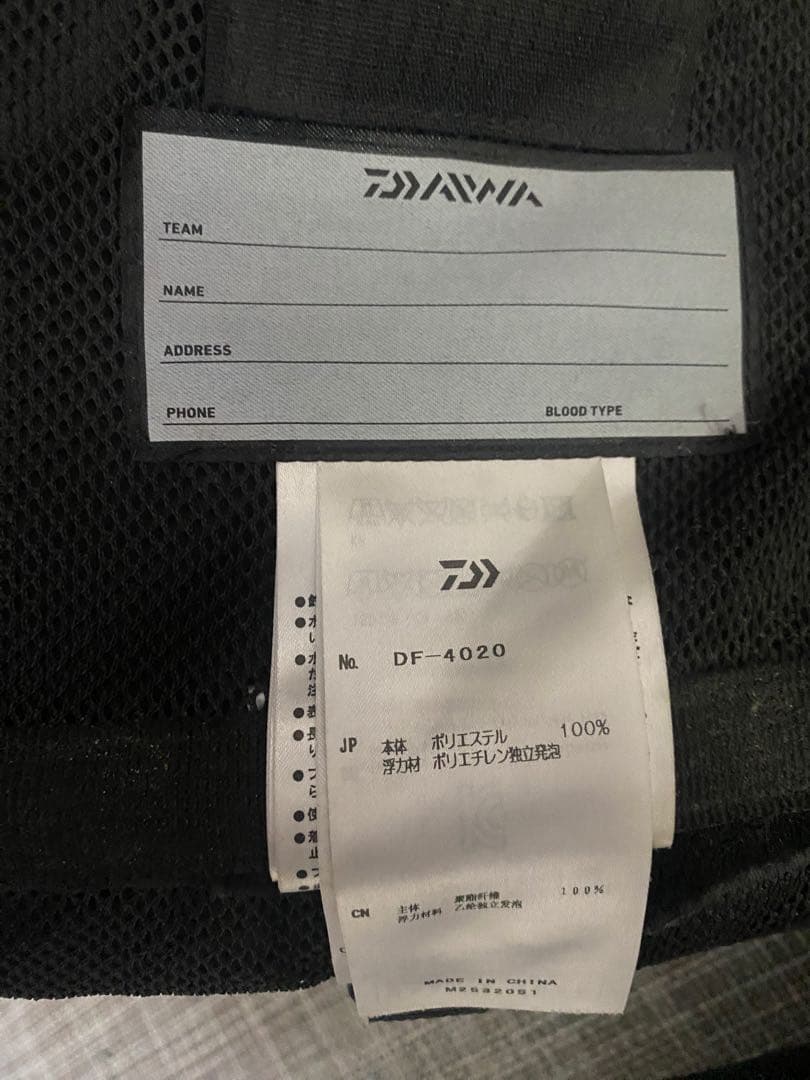 DAIWA
TEAM
NAME
ADDRESS
PHONE BLOOD TYPE
No. DF-4020
JP 本体 ポリエステル 100%
浮力材 ポリエチレン独立発泡
CN 主体 聚酯纤维 100%
浮力材料 乙纶独立发泡
MADE IN CHINA
M2532051